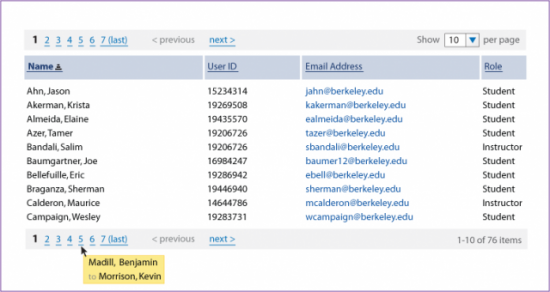 1 2 3 4 5 6 7 (last) < previous next > Show 10 per page
Name User ID Email Address Role
Ahn, Jason 15234314 jahn@berkeley.edu Student
Akerman, Krista 19269508 kakerman@berkeley.edu Student
Almeida, Elaine 19435570 ealmeida@berkeley.edu Student
Azer, Tamer 19206726 tazer@berkeley.edu Student
Bandali, Salim 19206726 sbandali@berkeley.edu Instructor
Baumgartner, Joe 16984247 baumer12@berkeley.edu Student
Bellefuille, Eric 19286942 ebell@berkeley.edu Student
Braganza, Sherman 19446940 sherman@berkeley.edu Student
Calderon, Maurice 14644786 mcalderon@berkeley.edu Instructor
Campaign, Wesley 19283731 wcampaign@berkeley.edu Student
1 2 3 4 5 6 7 (last) < previous next > 1-10 of 76 items
Madill, Benjamin
to Morrison, Kevin